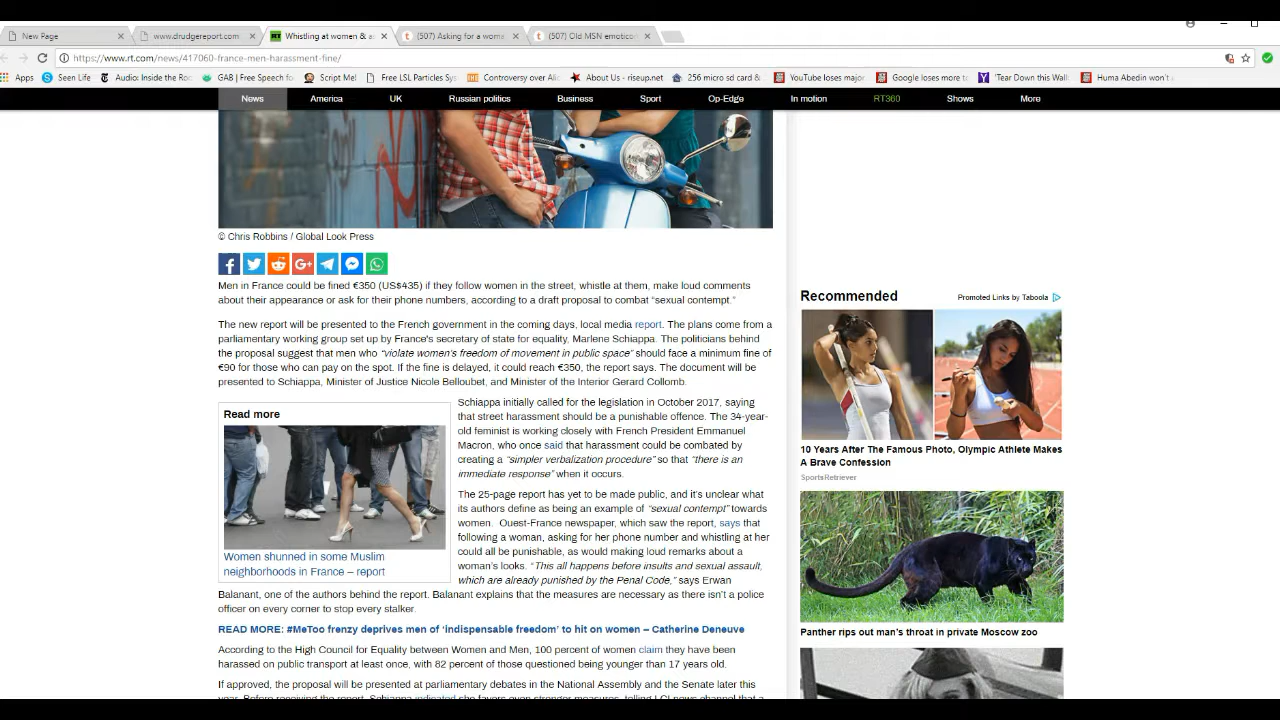 New Page
www.drudgereport.com
Whistling at women & a
(507) Asking for a woma
(507) Old MSN emotico
https://www.rt.com/news/417060-france-men-harassment-fine/
Apps
Seen Life
Audio: Inside the Ro
GAB | Free Speech fo
Script Me!
Free LSL Particles Sy
Controversy over Alic
About Us - riseup.net
256 micro sd card &
YouTube loses major
Google loses more t
'Tear Down this Wall
Huma Abedin won't a
News
America
UK
Russian politics
Business
Sport
Op-Edge
In motion
RT360
Shows
More
© Chris Robbins / Global Look Press
Men in France could be fined €350 (US$435) if they follow women in the street, whistle at them, make loud comments
about their appearance or ask for their phone numbers, according to a draft proposal to combat “sexual contempt.”
The new report will be presented to the French government in the coming days, local media report. The plans come from a
parliamentary working group set up by France's secretary of state for equality, Marlene Schiappa. The politicians behind
the proposal suggest that men who “violate women’s freedom of movement in public space” should face a minimum fine of
€90 for those who can pay on the spot. If the fine is delayed, it could reach €350, the report says. The document will be
presented to Schiappa, Minister of Justice Nicole Belloubet, and Minister of the Interior Gerard Collomb.
Read more
Women shunned in some Muslim
neighborhoods in France – report
Schiappa initially called for the legislation in October 2017, saying
that street harassment should be a punishable offence. The 34-year-
old feminist is working closely with French President Emmanuel
Macron, who once said that harassment could be combated by
creating a “simpler verbalization procedure” so that “there is an
immediate response” when it occurs.
The 25-page report has yet to be made public, and it's unclear what
its authors define as being an example of “sexual contempt” towards
women. Ouest-France newspaper, which saw the report, says that
following a woman, asking for her phone number and whistling at her
could all be punishable, as would making loud remarks about a
woman's looks. “This all happens before insults and sexual assault,
which are already punished by the Penal Code,” says Erwan
Balanant, one of the authors behind the report. Balanant explains that the measures are necessary as there isn’t a police
officer on every corner to stop every stalker.
READ MORE: #MeToo frenzy deprives men of ‘indispensable freedom’ to hit on women – Catherine Deneuve
According to the High Council for Equality between Women and Men, 100 percent of women claim they have been
harassed on public transport at least once, with 82 percent of those questioned being younger than 17 years old.
If approved, the proposal will be presented at parliamentary debates in the National Assembly and the Senate later this
year. Before receiving the report, Schiappa indicated she favors even stronger measures, telling LCI news channel that a
Recommended
Promoted Links by Taboola
10 Years After The Famous Photo, Olympic Athlete Makes
A Brave Confession
SportsRetriever
Panther rips out man's throat in private Moscow zoo